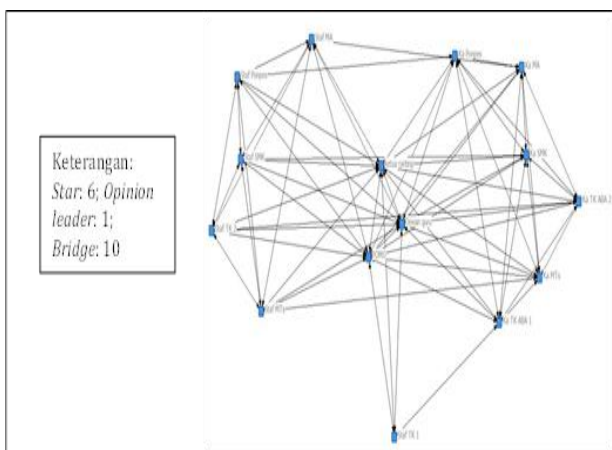 Keterangan:
Star: 6; Opinion
leader: 1;
Bridge: 10
Staf MA
Ka Ponpes
Ka MA
Staf Ponpes
Staf SMK
Ka SMK
Ka TK ABA 2
Staf TK
Ka MTs
Staf MTs
Ka TK ABA 1
Staf TK 1